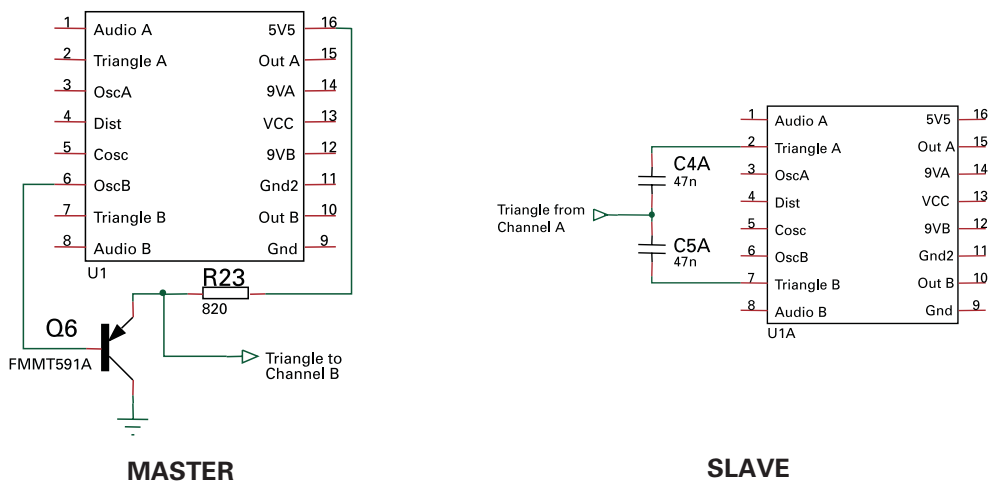 1 Audio A 5V5 16
2 Triangle A Out A 15
3 OscA 9VA 14
4 Dist VCC 13
5 Cosc 9VB 12
6 OscB Gnd2 11
7 Triangle B Out B 10
8 Audio B Gnd 9
U1
R23
820
Q6
FMMT591A
Triangle to
Channel B
MASTER
1 Audio A 5V5 16
2 Triangle A Out A 15
3 OscA 9VA 14
4 Dist VCC 13
5 Cosc 9VB 12
6 OscB Gnd2 11
7 Triangle B Out B 10
8 Audio B Gnd 9
U1A
C4A
47n
Triangle from
Channel A
C5A
47n
SLAVE